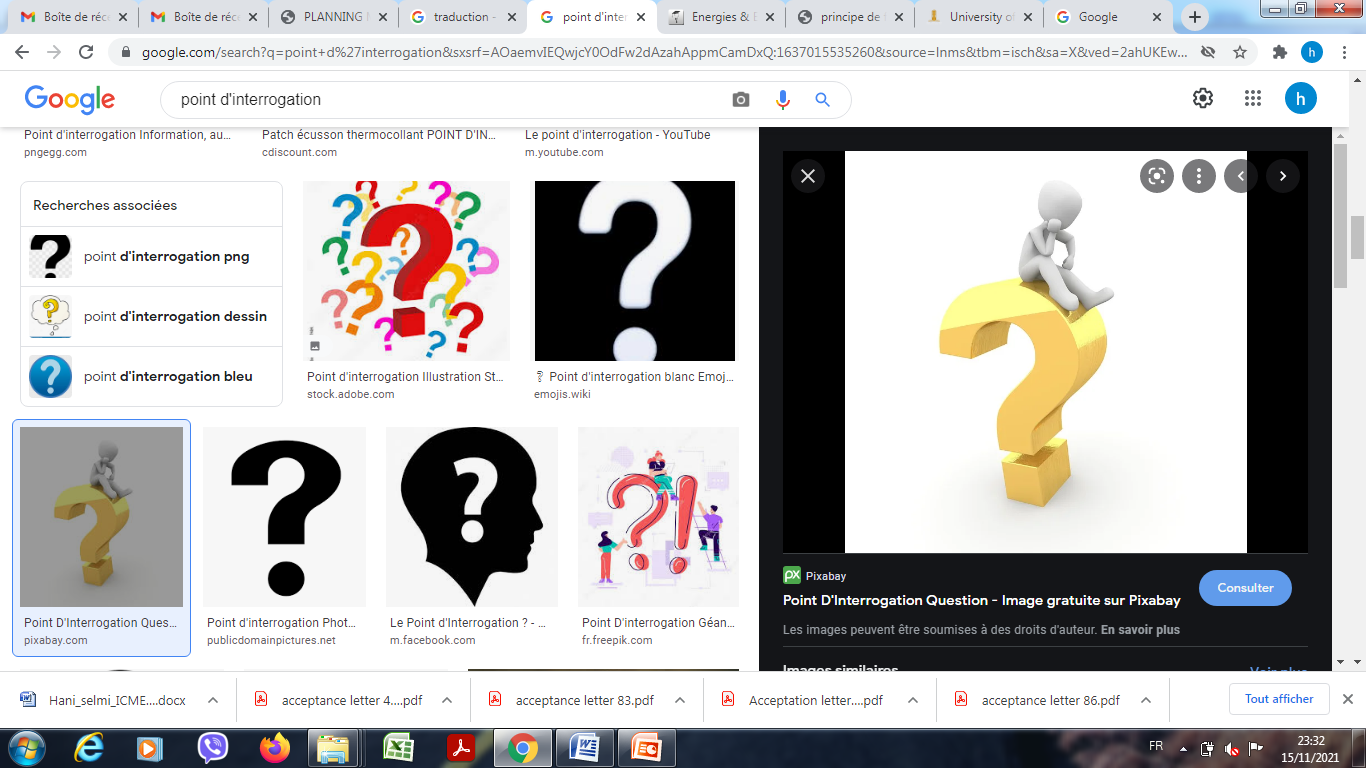 Boîte de réce
Boîte de réce
PLANNING
traduction -
point d'inter
Energies & E
principe de
University o
Google
google.com/search?q=point+d%27interrogation&sxsrf=AOaemvIEQwjcY0OdFw2dAzahAppmCamDxQ:1637015535260&source=lnms&tbm=isch&sa=X&ved=2ahUKEw...
h
Google
point d'interrogation
h
Point d'interrogation Information, au...
pngegg.com
Patch écusson thermocollant POINT D'IN...
cdiscount.com
Le point d'interrogation - YouTube
m.youtube.com
Recherches associées
point d'interrogation png
point d'interrogation dessin
point d'interrogation bleu
Point d'interrogation Illustration St...
stock.adobe.com
❔ Point d'interrogation blanc Emoj...
emojis.wiki
Point D'Interrogation Ques...
pixabay.com
Point d'interrogation Phot...
publicdomainpictures.net
Le Point d'Interrogation ? - ...
m.facebook.com
Point D'interrogation Géan...
fr.freepik.com
px Pixabay
Consulter
Point D'Interrogation Question - Image gratuite sur Pixabay
Les images peuvent être soumises à des droits d'auteur. En savoir plus
Images similaires
Voir plus
Hani_selmi_ICME....docx
acceptance letter 4....pdf
acceptance letter 83.pdf
Acceptation letter....pdf
acceptance letter 86.pdf
Tout afficher
FR
23:32
15/11/2021